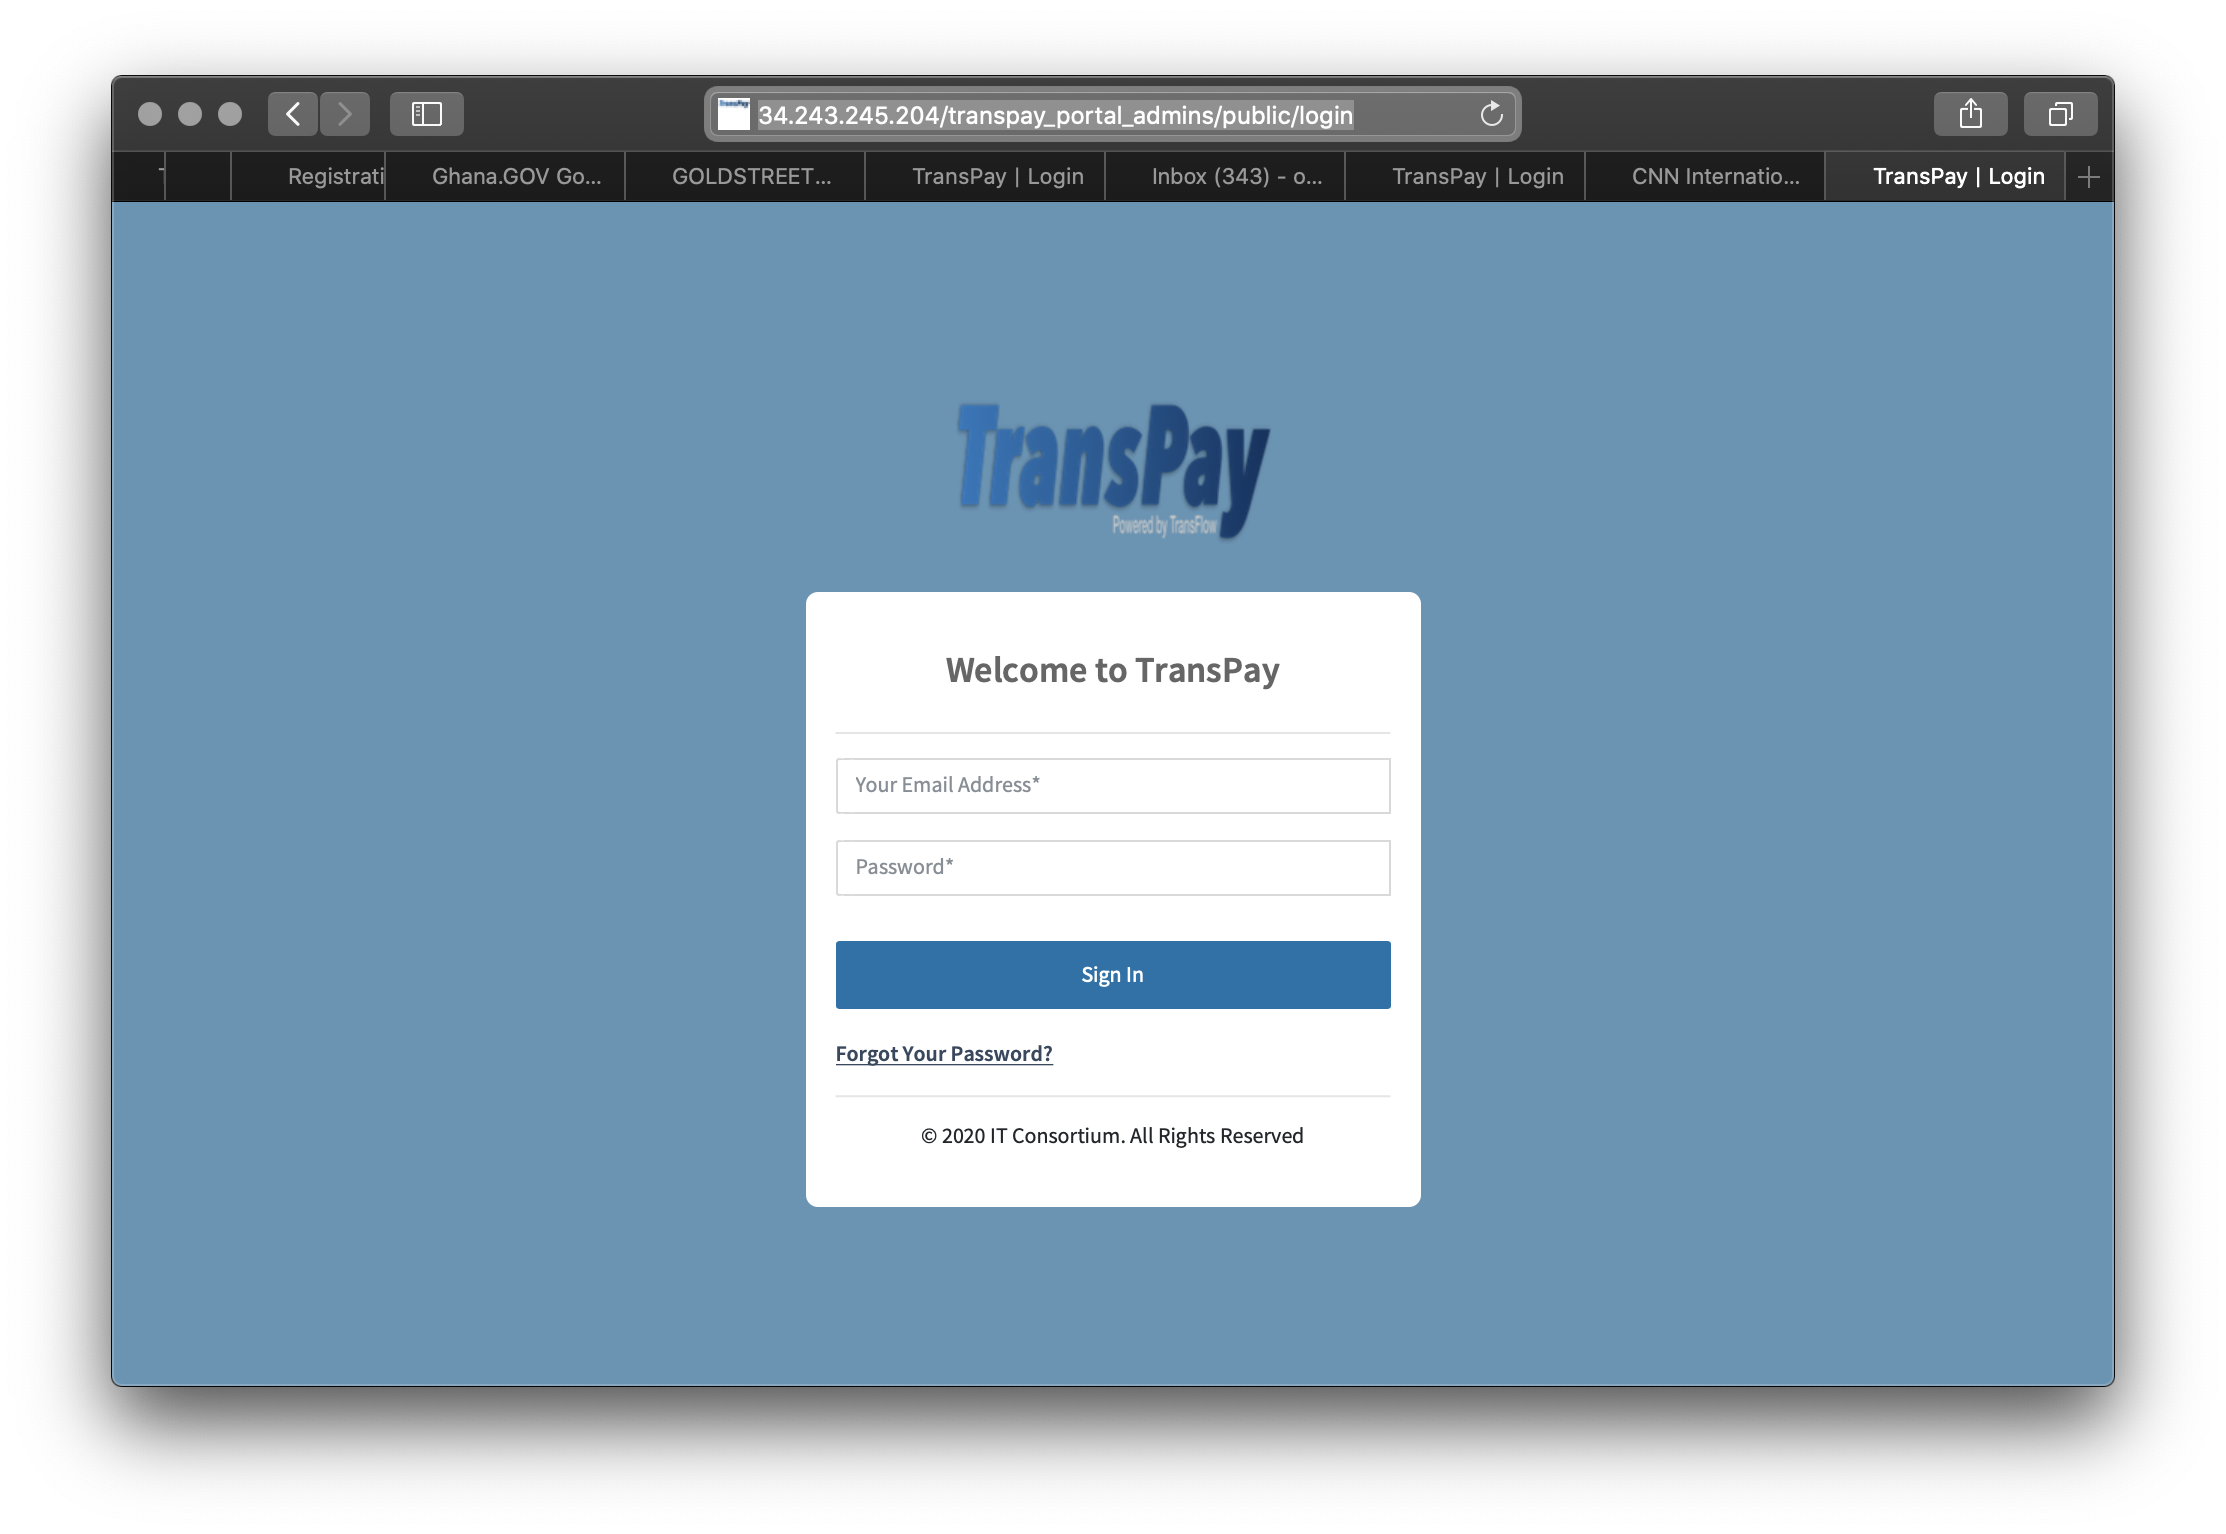 34.243.245.204/transpay_portal_admins/public/login
Registrati
Ghana.GOV Go...
GOLDSTREET...
TransPay | Login
Inbox (343) - o...
TransPay | Login
CNN Internatio...
TransPay | Login
TransPay
Powered by TransFlow
Welcome to TransPay
Your Email Address*
Password*
Sign In
Forgot Your Password?
© 2020 IT Consortium. All Rights Reserved